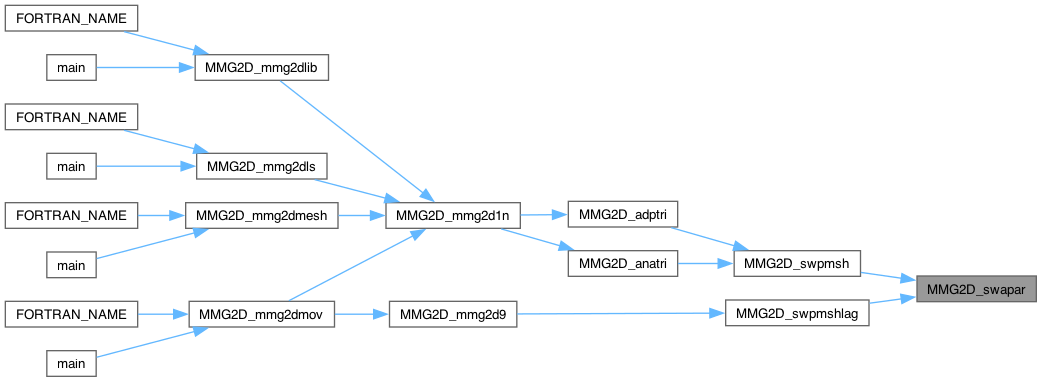 FORTRAN_NAME
main
MMG2D_mmg2dlib
FORTRAN_NAME
main
MMG2D_mmg2dls
FORTRAN_NAME
MMG2D_mmg2dmesh
MMG2D_mmg2d1n
MMG2D_adptri
main
MMG2D_anatri
MMG2D_swpmsh
MMG2D_swapar
FORTRAN_NAME
MMG2D_mmg2dmov
MMG2D_mmg2d9
MMG2D_swpmshlag
main